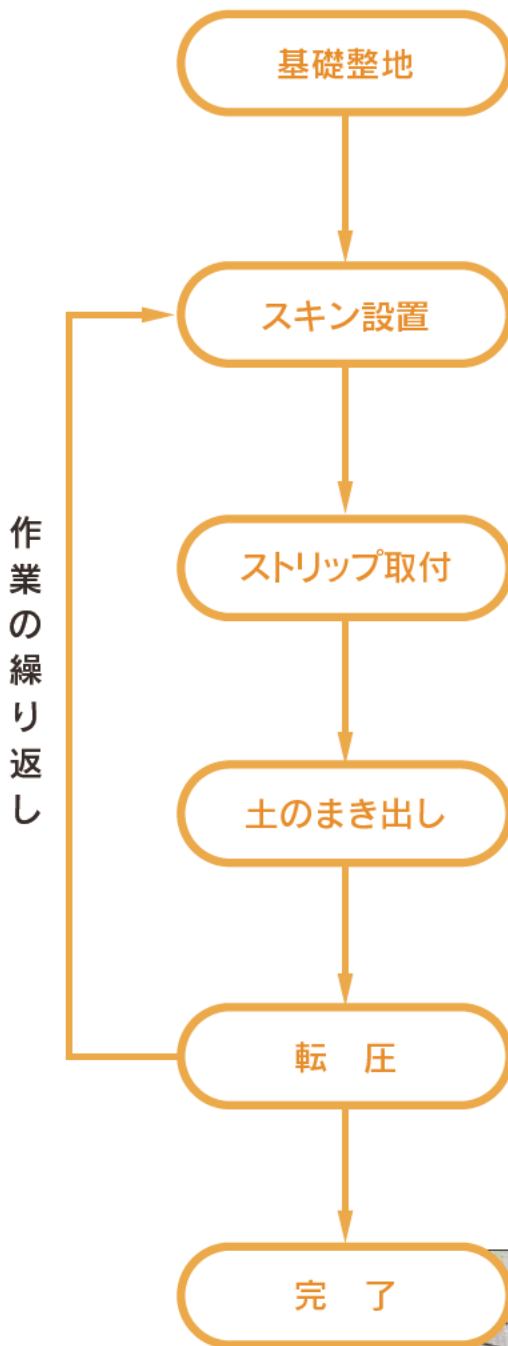 基礎整地
スキン設置
ストリップ取付
作業の繰り返し
土のまき出し
転　圧
完　了